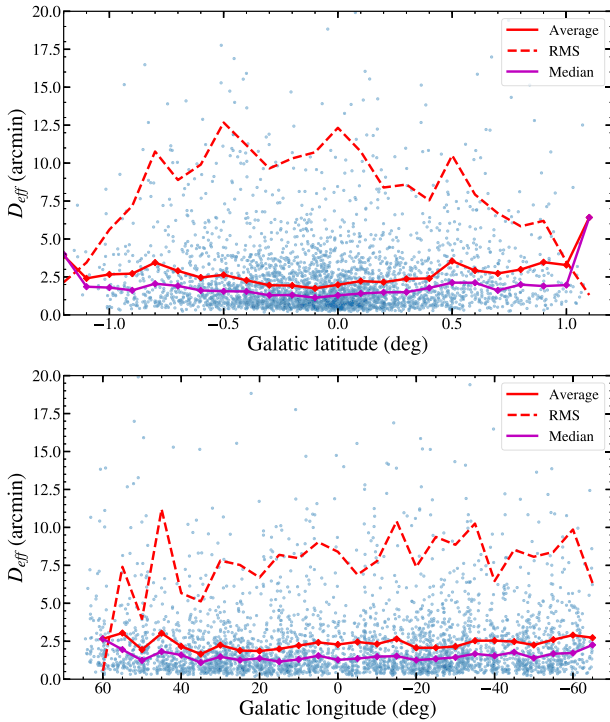 20.0
17.5
15.0
12.5
10.0
7.5
5.0
2.5
0.0
D_eff (arcmin)
Average
RMS
Median
−1.0 −0.5 0.0 0.5 1.0
Galatic latitude (deg)
20.0
17.5
15.0
12.5
10.0
7.5
5.0
2.5
0.0
D_eff (arcmin)
Average
RMS
Median
60 40 20 0 −20 −40 −60
Galatic longitude (deg)